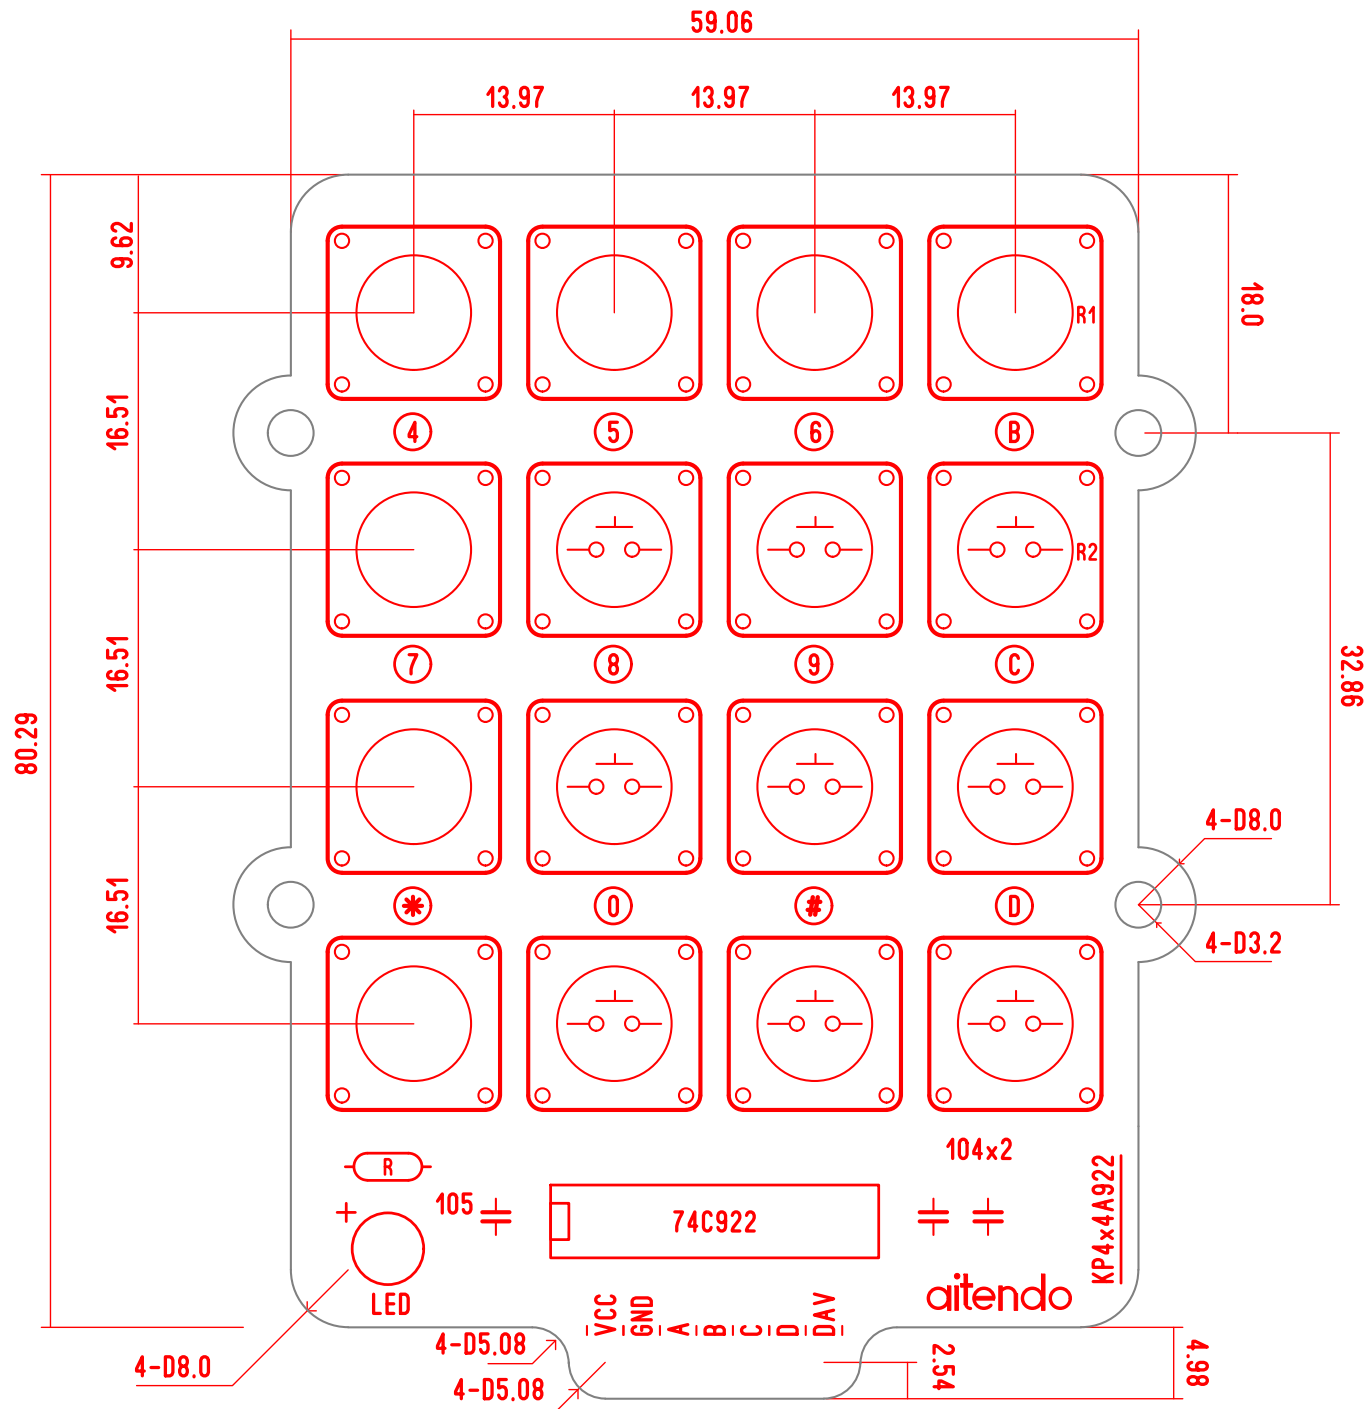 59.06
13.97 13.97 13.97
9.62
18.0
R1
16.51
4 5 6 B
R2
16.51
7 8 9 C
32.86
80.29
4-D8.0
16.51
* 0 # D
4-D3.2
104x2
R
105
74C922
KP4x4A922
+
LED
aitendo
VCC GND A B C D DAV
4-D5.08
2.54
4.98
4-D8.0
4-D5.08